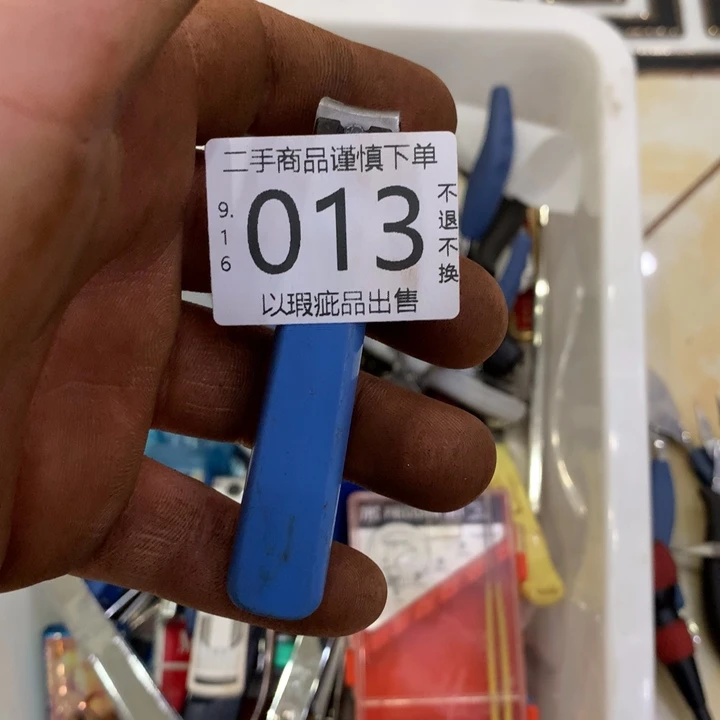 二手商品谨慎下单
9.16
013
不退不换
以瑕疵品出售